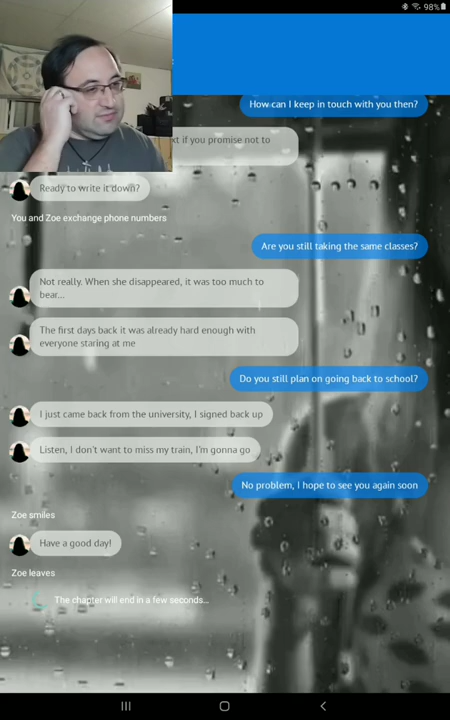 98%
How can I keep in touch with you then?
if you promise not to
Ready to write it down?
You and Zoe exchange phone numbers
Are you still taking the same classes?
Not really. When she disappeared, it was too much to
bear...
The first days back it was already hard enough with
everyone staring at me
Do you still plan on going back to school?
I just came back from the university, I signed back up
Listen, I don't want to miss my train, I'm gonna go
No problem, I hope to see you again soon
Zoe smiles
Have a good day!
Zoe leaves
The chapter will end in a few seconds...